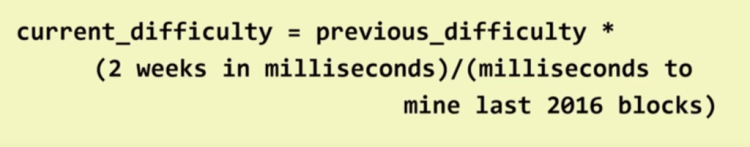 current_difficulty = previous_difficulty *
(2 weeks in milliseconds)/(milliseconds to
mine last 2016 blocks)